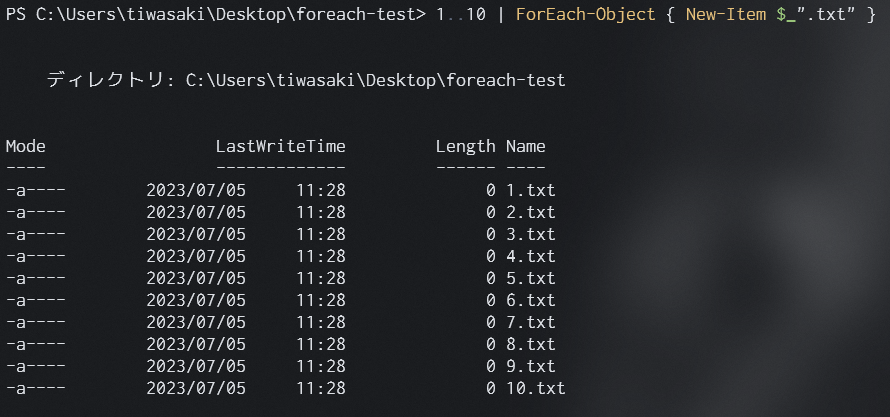 PS C:\Users\tiwasaki\Desktop\foreach-test> 1..10 | ForEach-Object { New-Item $_".txt" }
ディレクトリ: C:\Users\tiwasaki\Desktop\foreach-test
Mode LastWriteTime Length Name
---- ------------- ------ ----
-a---- 2023/07/05 11:28 0 1.txt
-a---- 2023/07/05 11:28 0 2.txt
-a---- 2023/07/05 11:28 0 3.txt
-a---- 2023/07/05 11:28 0 4.txt
-a---- 2023/07/05 11:28 0 5.txt
-a---- 2023/07/05 11:28 0 6.txt
-a---- 2023/07/05 11:28 0 7.txt
-a---- 2023/07/05 11:28 0 8.txt
-a---- 2023/07/05 11:28 0 9.txt
-a---- 2023/07/05 11:28 0 10.txt